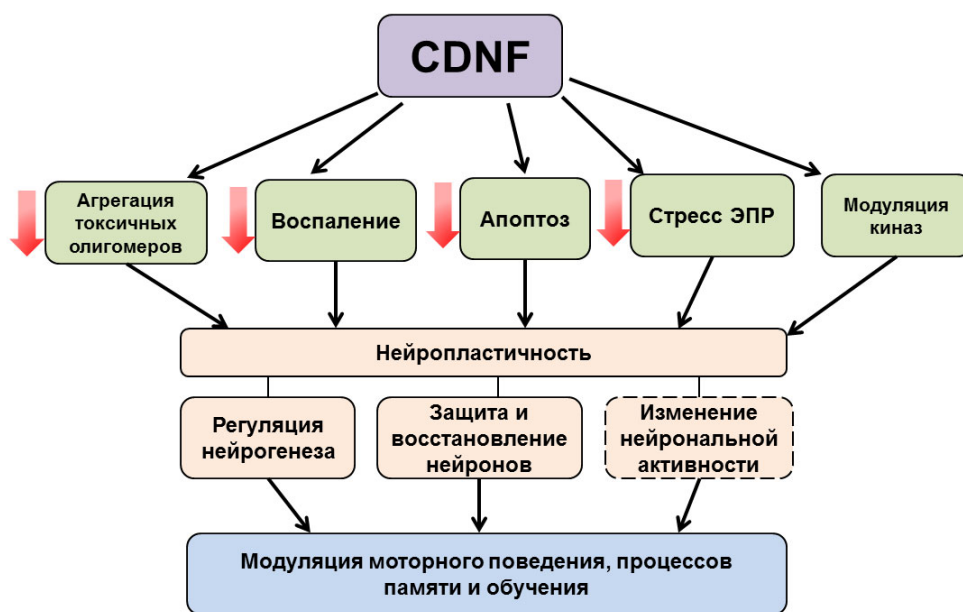 CDNF
Агрегация
токсичных
олигомеров
Воспаление
Апоптоз
Стресс ЭПР
Модуляция
киназ
Нейропластичность
Регуляция
нейрогенеза
Защита и
восстановление
нейронов
Изменение
нейрональной
активности
Модуляция моторного поведения, процессов
памяти и обучения